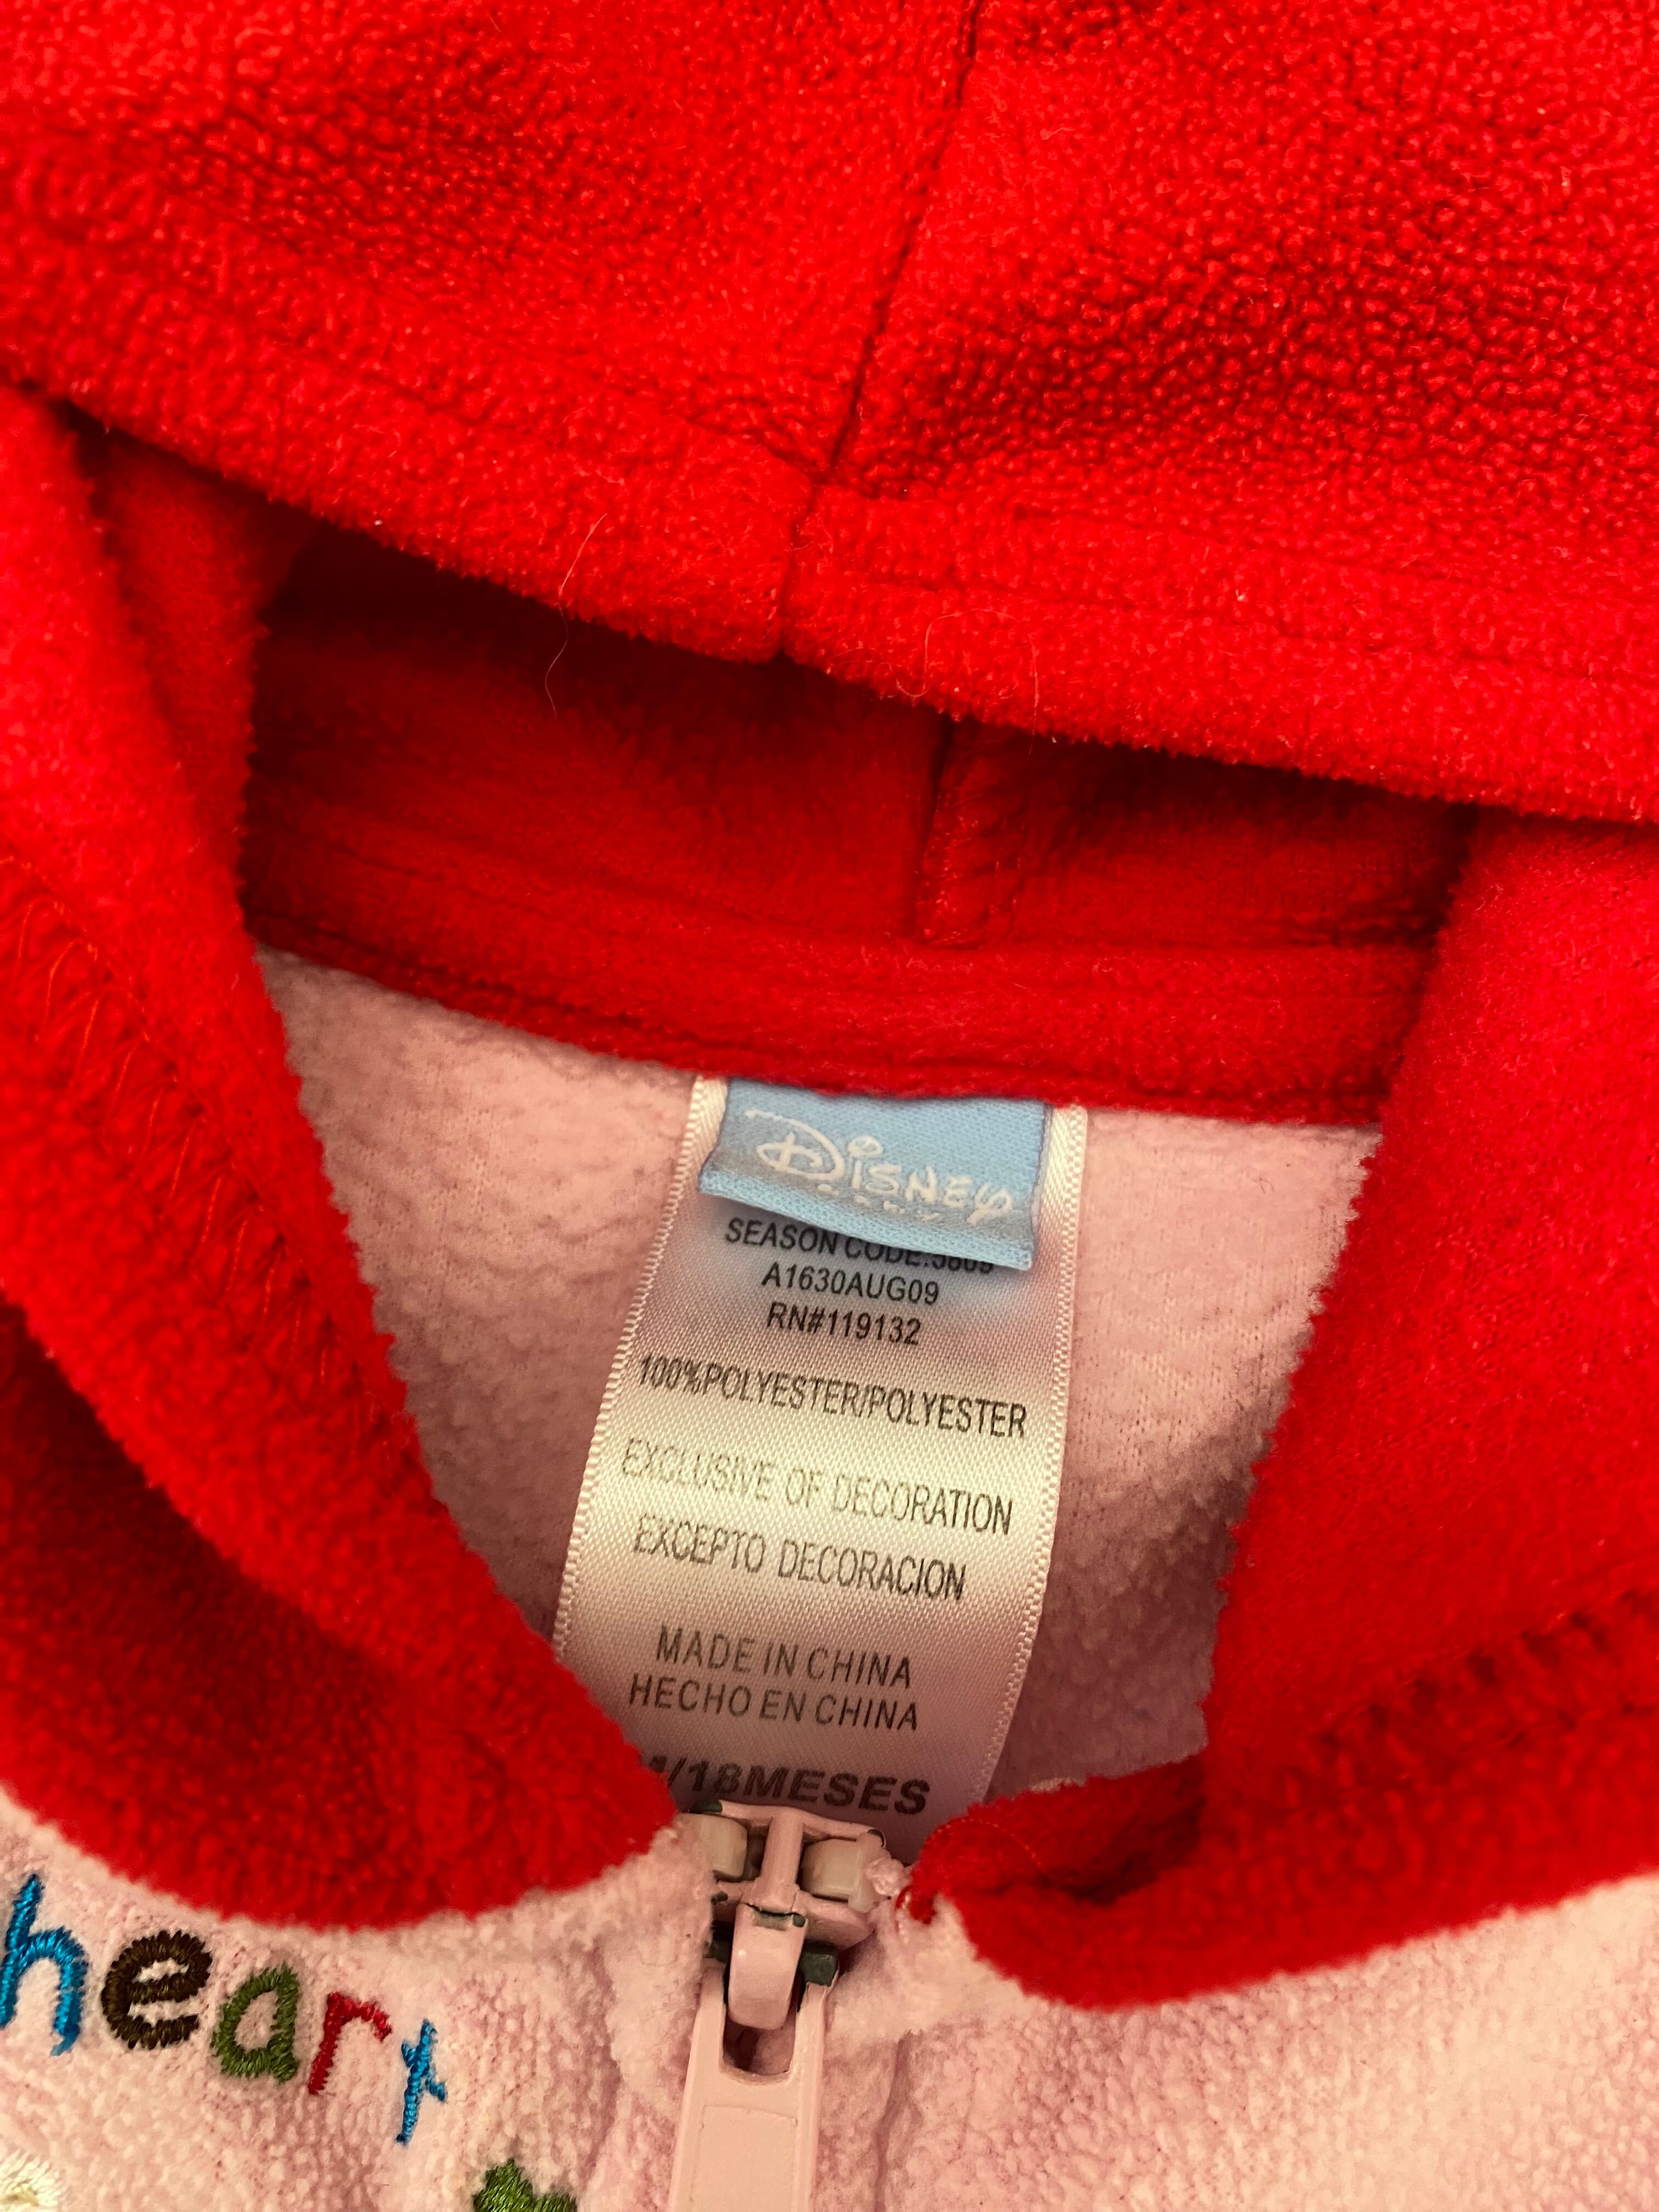 Disney
SEASON CODE:
A1630AUG09
RN#119132
100%POLYESTER/POLYESTER
EXCLUSIVE OF DECORATION
EXCEPTO DECORACION
MADE IN CHINA
HECHO EN CHINA
/18MESES
heart